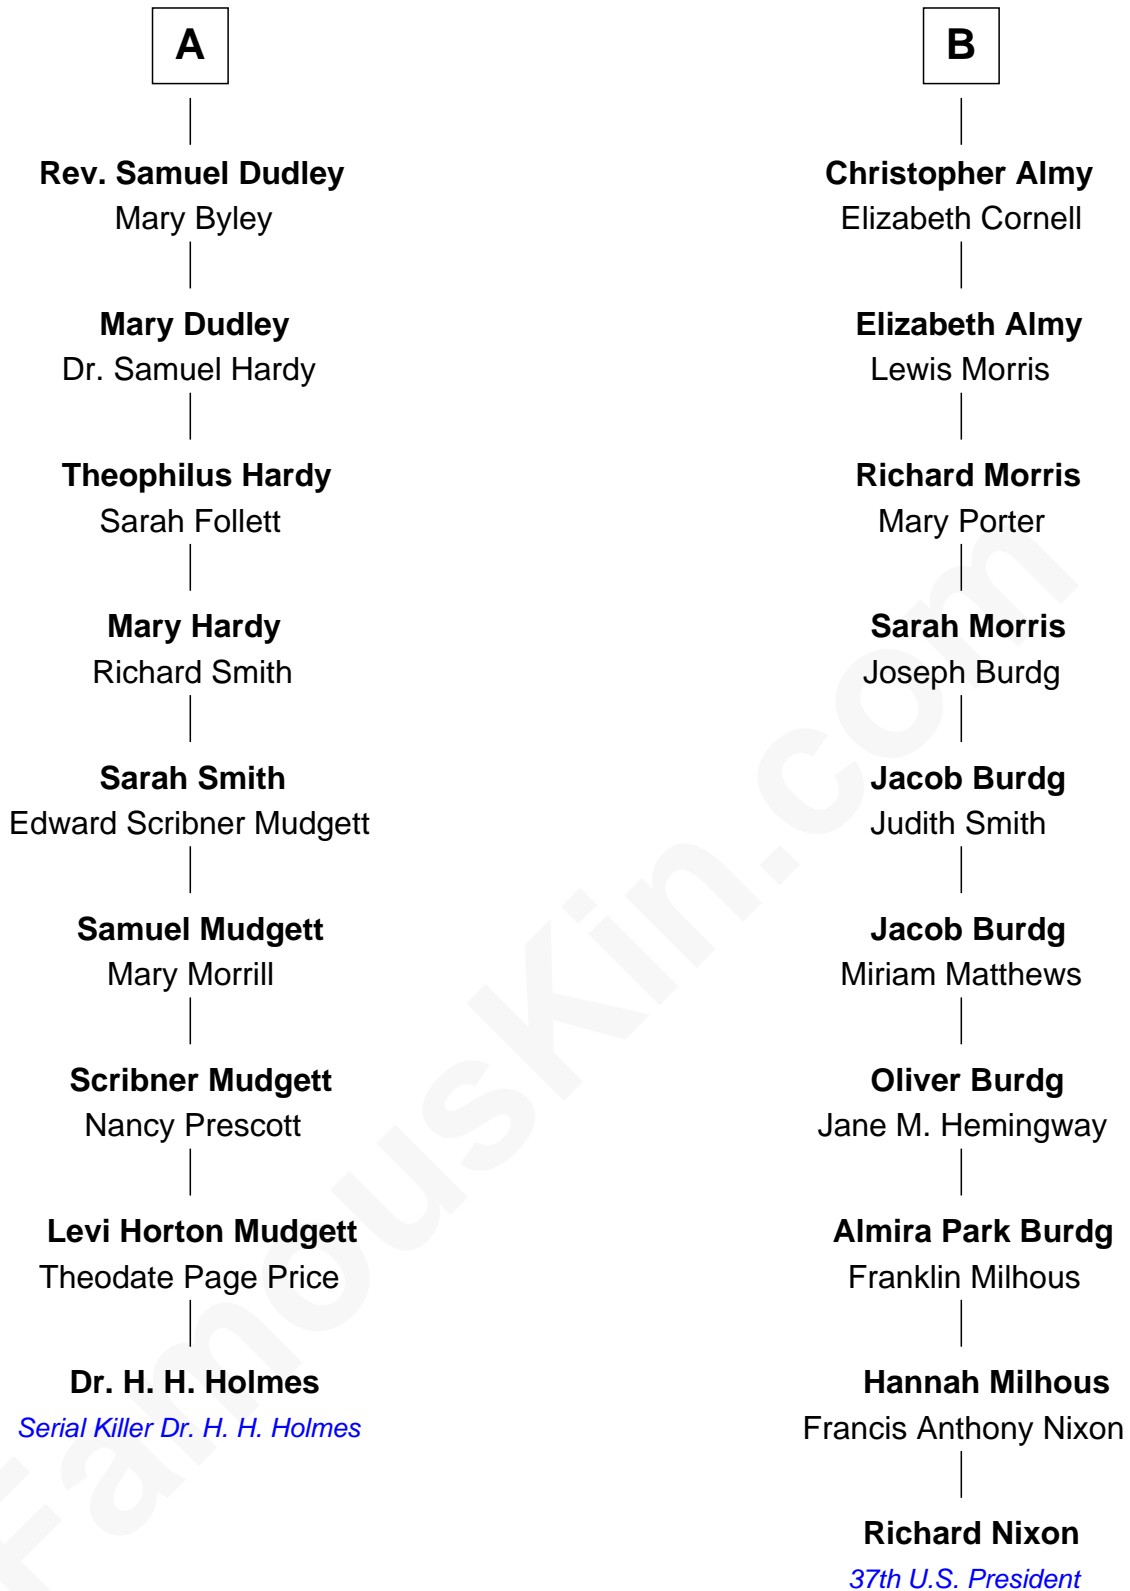 A
Rev. Samuel Dudley
Mary Byley
Mary Dudley
Dr. Samuel Hardy
Theophilus Hardy
Sarah Follett
Mary Hardy
Richard Smith
Sarah Smith
Edward Scribner Mudgett
Samuel Mudgett
Mary Morrill
Scribner Mudgett
Nancy Prescott
Levi Horton Mudgett
Theodate Page Price
Dr. H. H. Holmes
Serial Killer Dr. H. H. Holmes
B
Christopher Almy
Elizabeth Cornell
Elizabeth Almy
Lewis Morris
Richard Morris
Mary Porter
Sarah Morris
Joseph Burdg
Jacob Burdg
Judith Smith
Jacob Burdg
Miriam Matthews
Oliver Burdg
Jane M. Hemingway
Almira Park Burdg
Franklin Milhous
Hannah Milhous
Francis Anthony Nixon
Richard Nixon
37th U.S. President
FamousKin.com